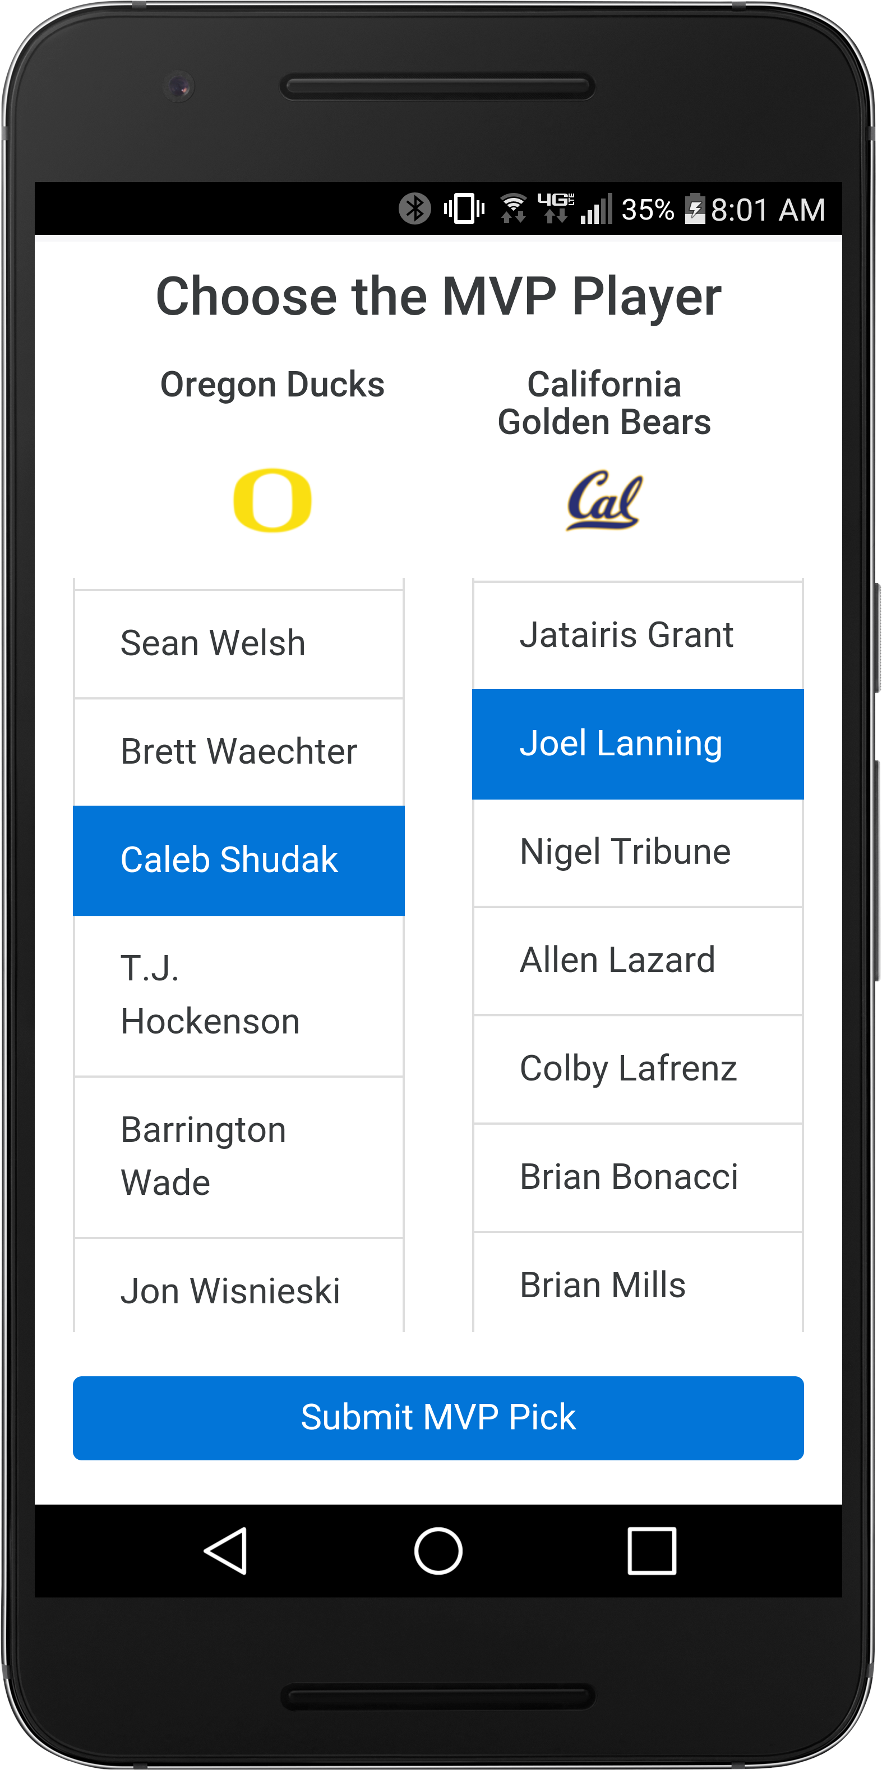 4G LTE 35% 8:01 AM
Choose the MVP Player
Oregon Ducks
O
Sean Welsh
Brett Waechter
Caleb Shudak
T.J.
Hockenson
Barrington
Wade
Jon Wisnieski
California
Golden Bears
Cal
Jatairis Grant
Joel Lanning
Nigel Tribune
Allen Lazard
Colby Lafrenz
Brian Bonacci
Brian Mills
Submit MVP Pick